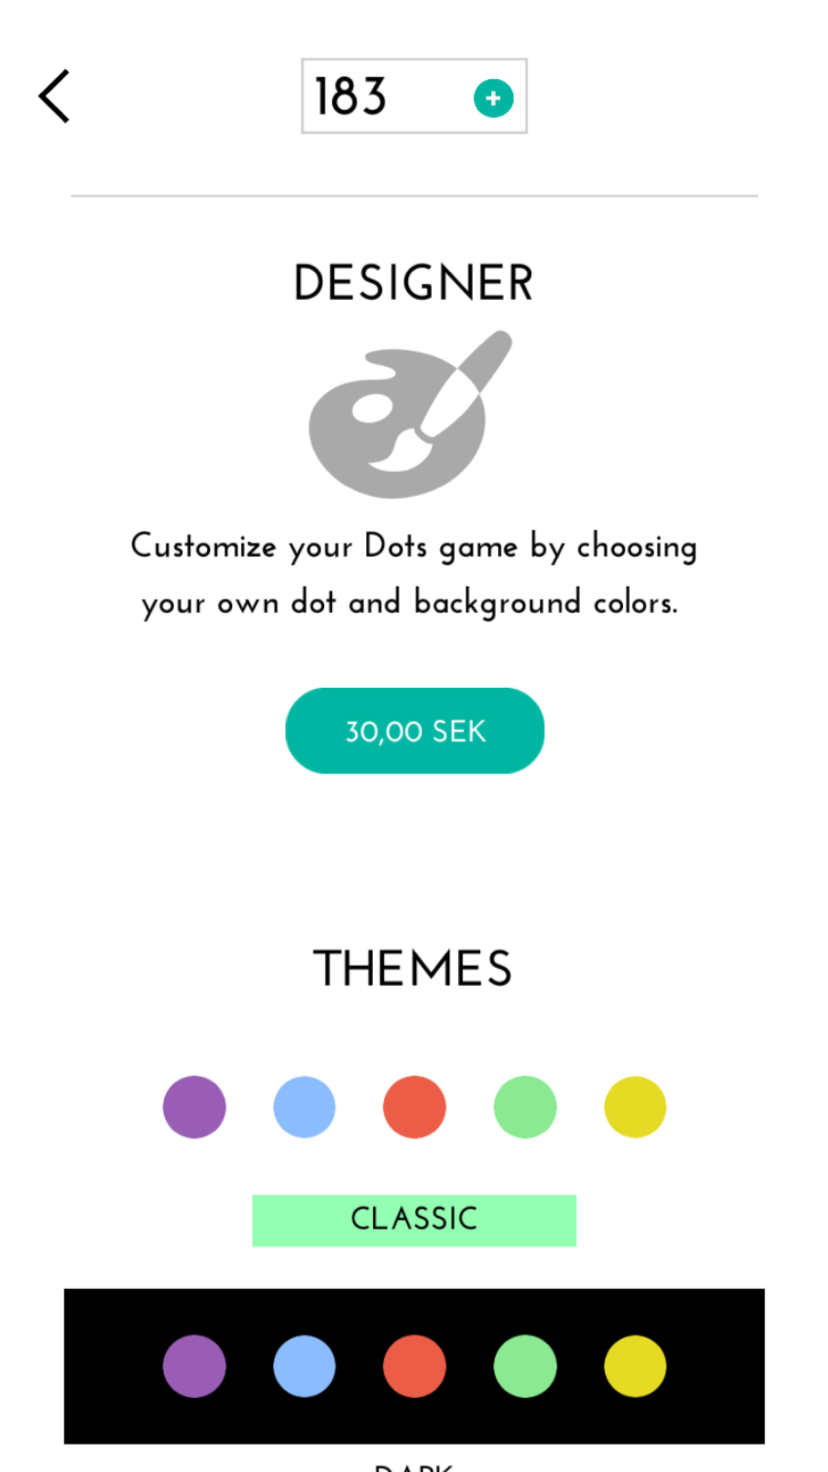 183
DESIGNER
Customize your Dots game by choosing
your own dot and background colors.
30,00 SEK
THEMES
CLASSIC
DARK